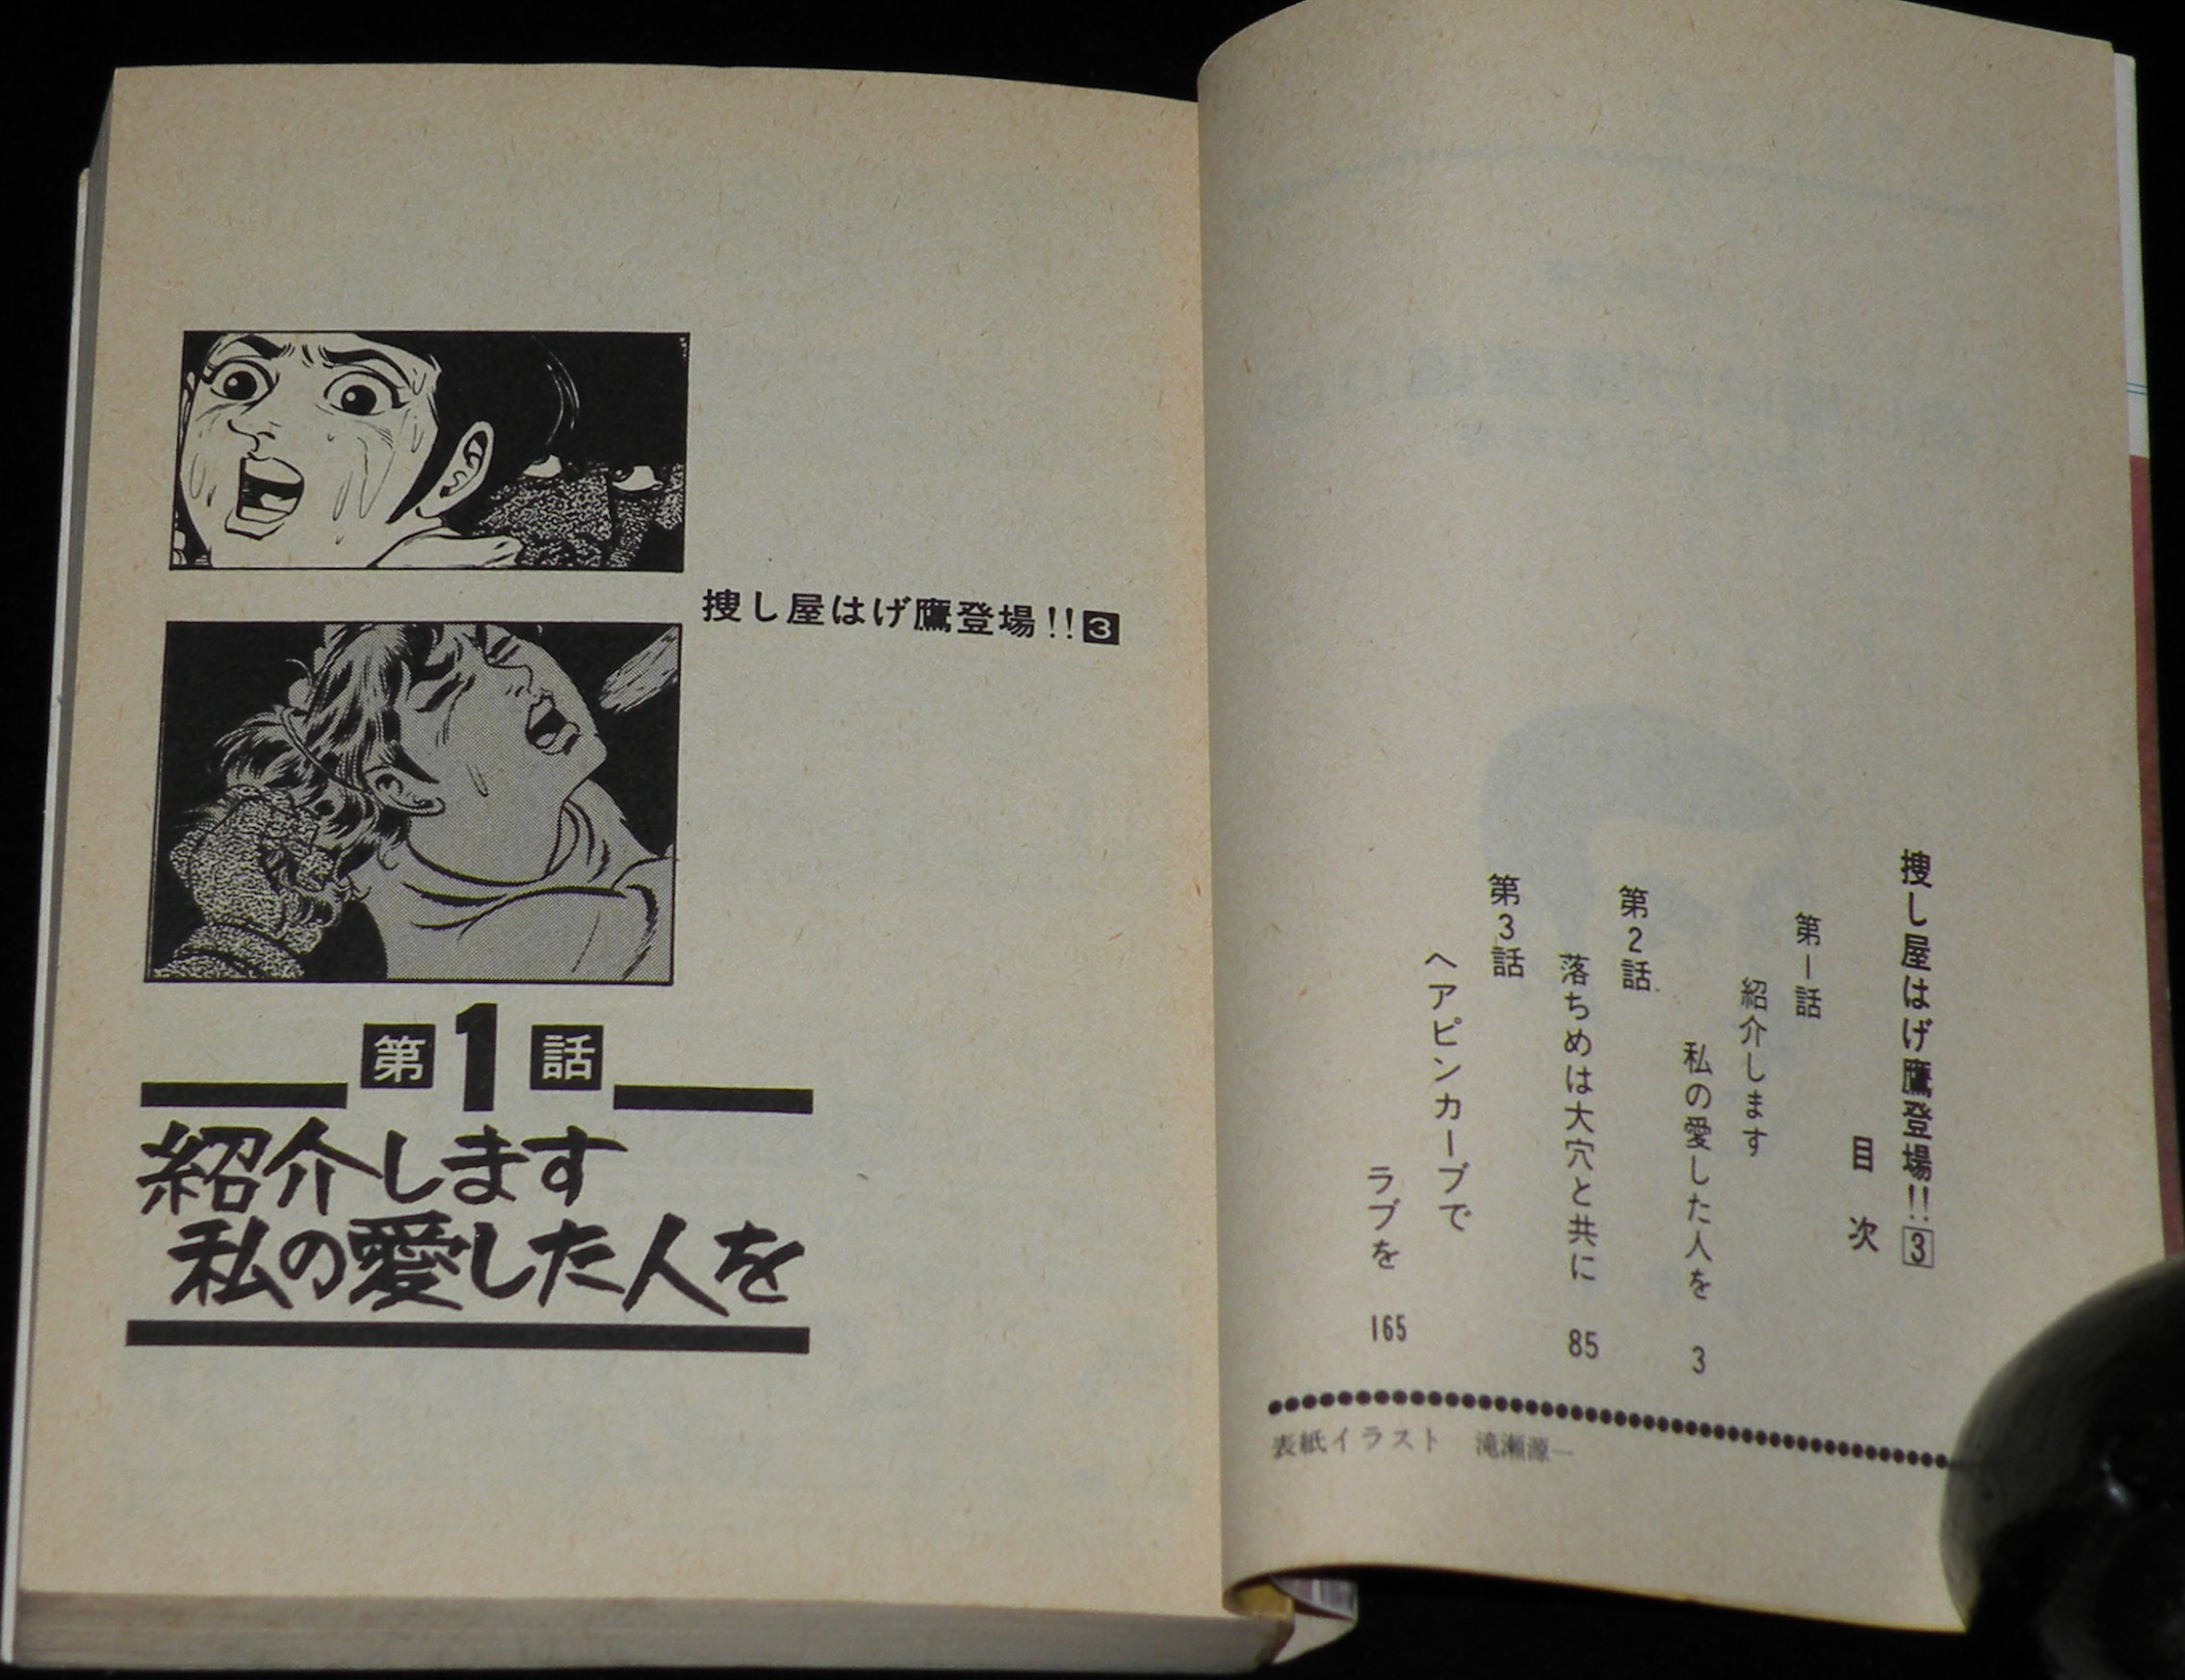 捜し屋はげ鷹登場!!3
目次
第1話
紹介します
私の愛した人を 3
第2話
落ちめは大穴と共に 85
第3話
ヘアピンカーブで
ラブを 165
表紙イラスト 滝瀬源一
捜し屋はげ鷹登場!!3
第1話
紹介します
私の愛した人を